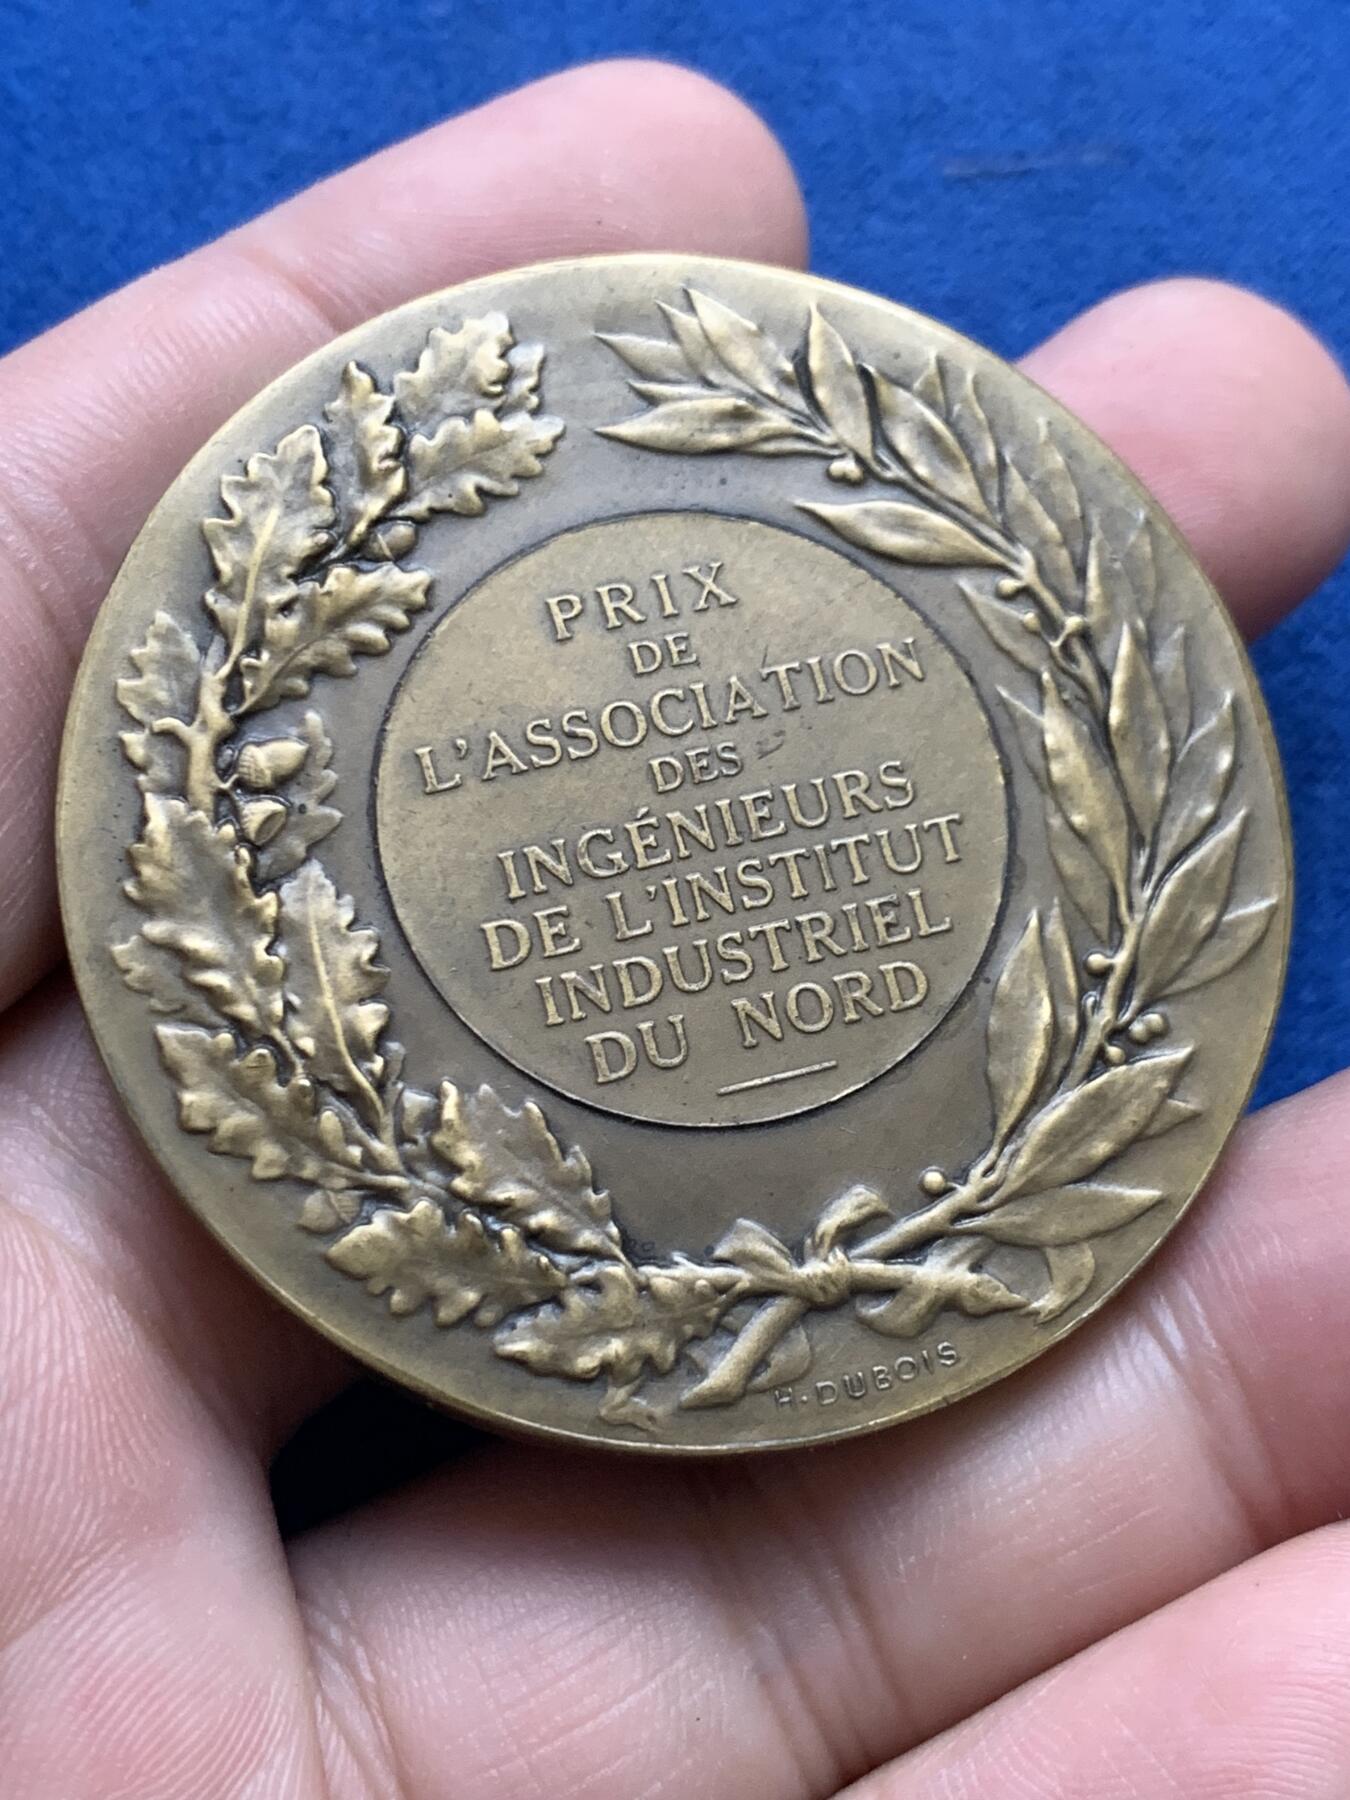 PRIX
DE
L'ASSOCIATION
DES
INGÉNIEURS
DE L'INSTITUT
INDUSTRIEL
DU NORD
H. DUBOIS